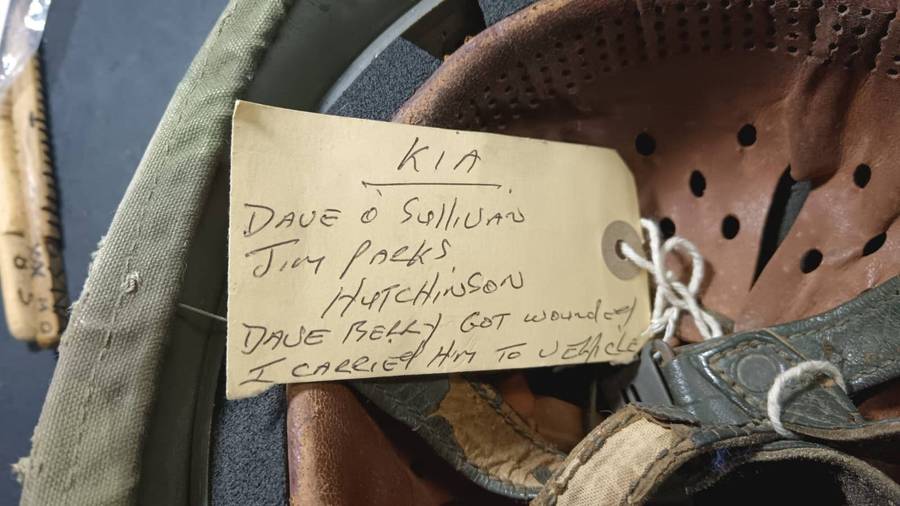 KIA
DAVE O SullIVAN
JIM PARKS
HUTCHINSON
DAVE BERRY GOT WOUNDED
I CARRIED HIM TO VEHICLE